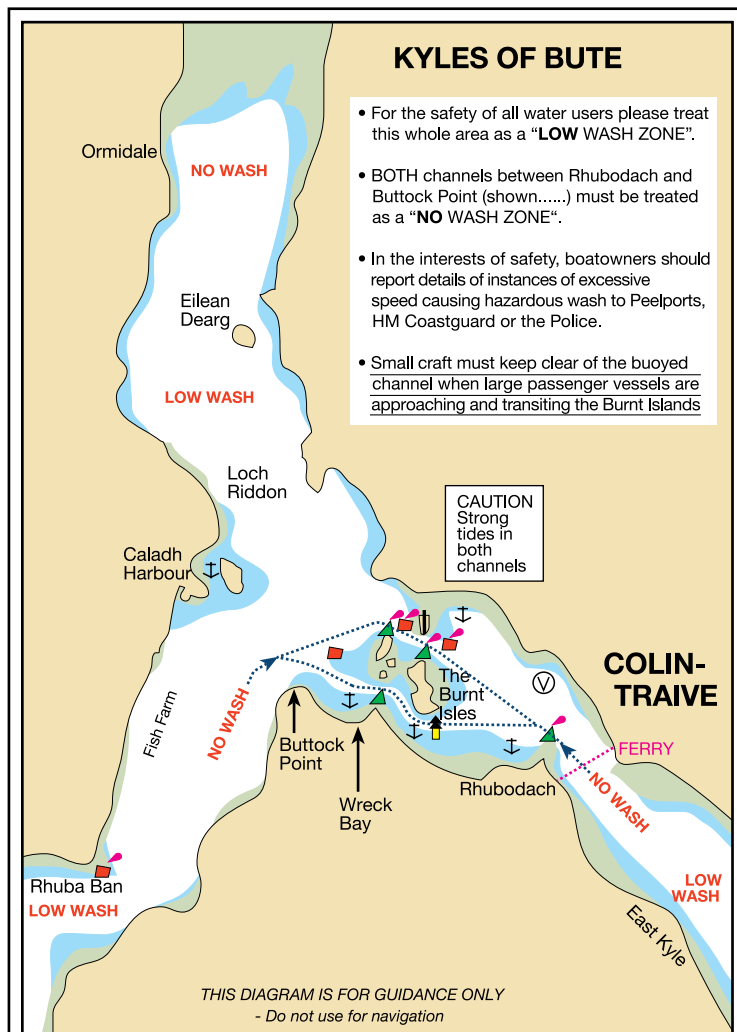 KYLES OF BUTE
• For the safety of all water users please treat
this whole area as a “LOW WASH ZONE”.
• BOTH channels between Rhubodach and
Buttock Point (shown......) must be treated
as a “NO WASH ZONE“.
• In the interests of safety, boatowners should
report details of instances of excessive
speed causing hazardous wash to Peelports,
HM Coastguard or the Police.
• Small craft must keep clear of the buoyed
channel when large passenger vessels are
approaching and transiting the Burnt Islands
Ormidale
NO WASH
Eilean
Dearg
LOW WASH
Loch
Riddon
CAUTION
Strong
tides in
both
channels
Caladh
Harbour
COLIN-
TRAIVE
The
Burnt
Isles
V
Fish Farm
NO WASH
Buttock
Point
FERRY
Rhubodach
NO WASH
Wreck
Bay
Rhuba Ban
LOW WASH
LOW
WASH
East Kyle
THIS DIAGRAM IS FOR GUIDANCE ONLY
- Do not use for navigation